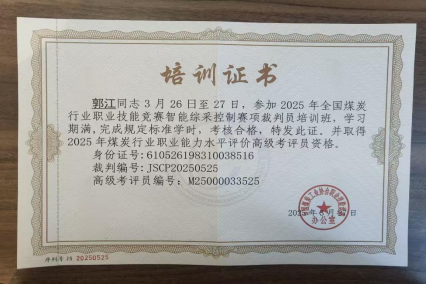 培训证书
郭江同志 3 月 26 日至 27 日，参加 2025 年全国煤炭
行业职业技能竞赛智能综采控制赛项裁判员培训班，学习
期满，完成规定标准学时，考核合格，特发此证。并取得
2025 年煤炭行业职业能力水平评价高级考评员资格。
身份证号：610526198310038516
裁判编号：JSCP20250525
高级考评员编号：M25000033525
办公室
20250525